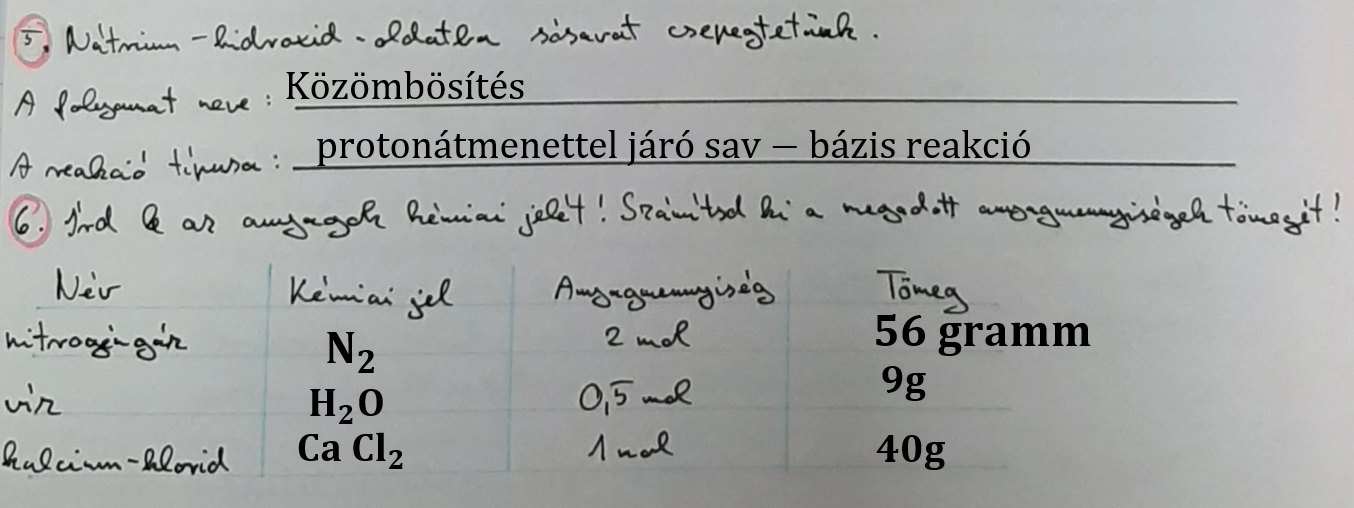 5. Nátrium-hidroxid-oldatba sósavat csepegtetünk.
A folyamat neve: Közömbösítés
A reakció típusa: protonátmenettel járó sav – bázis reakció
6. Írd le az anyagok kémiai jelét! Számítsd ki a megadott anyagmennyiségek tömegét!
Név Kémiai jel Anyagmennyiség Tömeg
nitrogéngáz N₂ 2 mol 56 gramm
víz H₂O 0,5 mol 9g
kalcium-klorid Ca Cl₂ 1 mol 40g